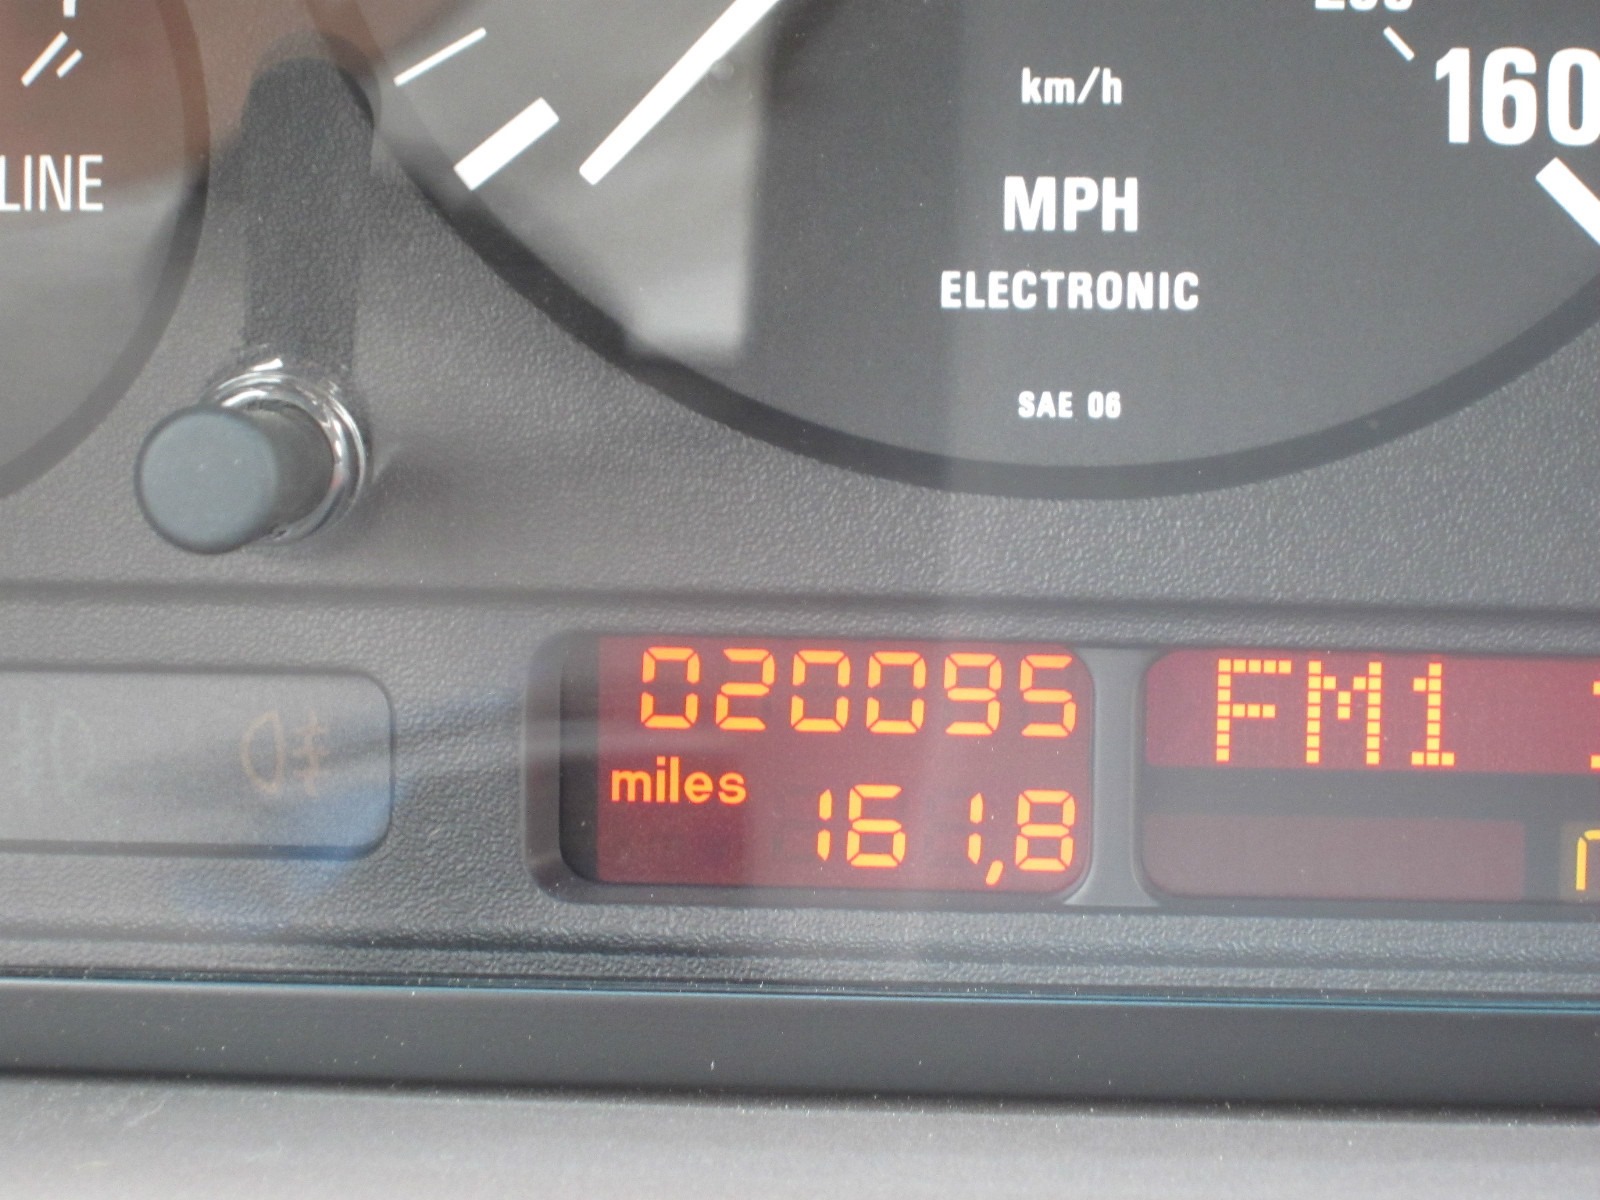 160
km/h
MPH
ELECTRONIC
LINE
SAE 06
020095
miles
161,8
FM1